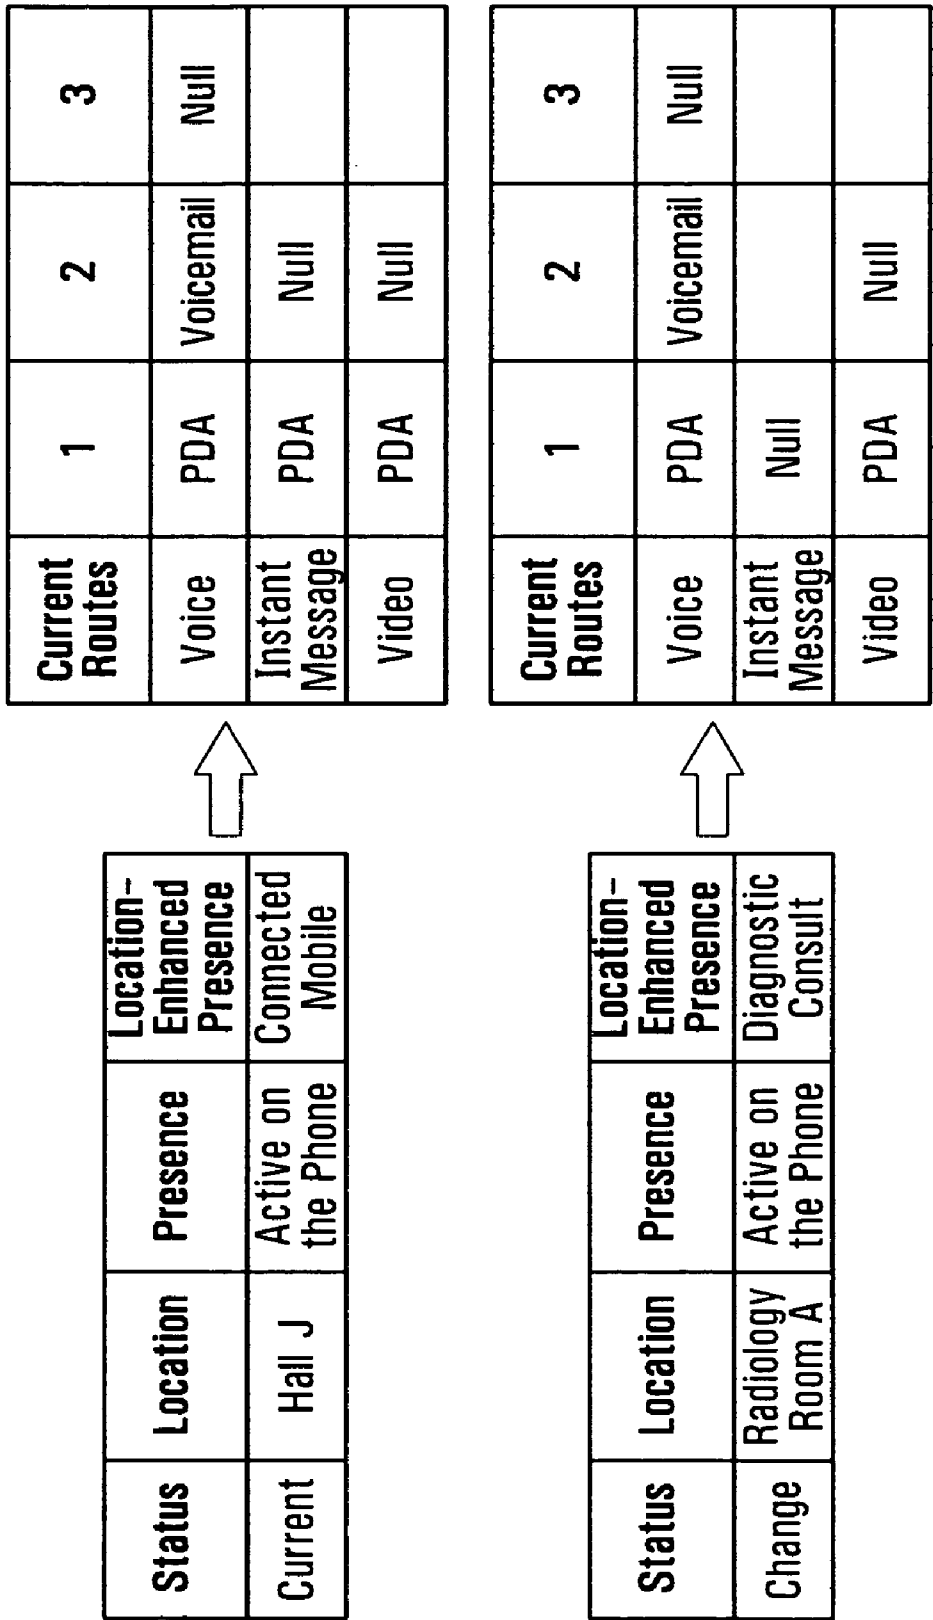 Status Location Presence Location-
Enhanced
Presence
Current Hall J Active on
the Phone Connected
Mobile
Current
Routes 1 2 3
Voice PDA Voicemail Null
Instant
Message PDA Null
Video PDA Null
Status Location Presence Location-
Enhanced
Presence
Change Radiology
Room A Active on
the Phone Diagnostic
Consult
Current
Routes 1 2 3
Voice PDA Voicemail Null
Instant
Message Null
Video PDA Null